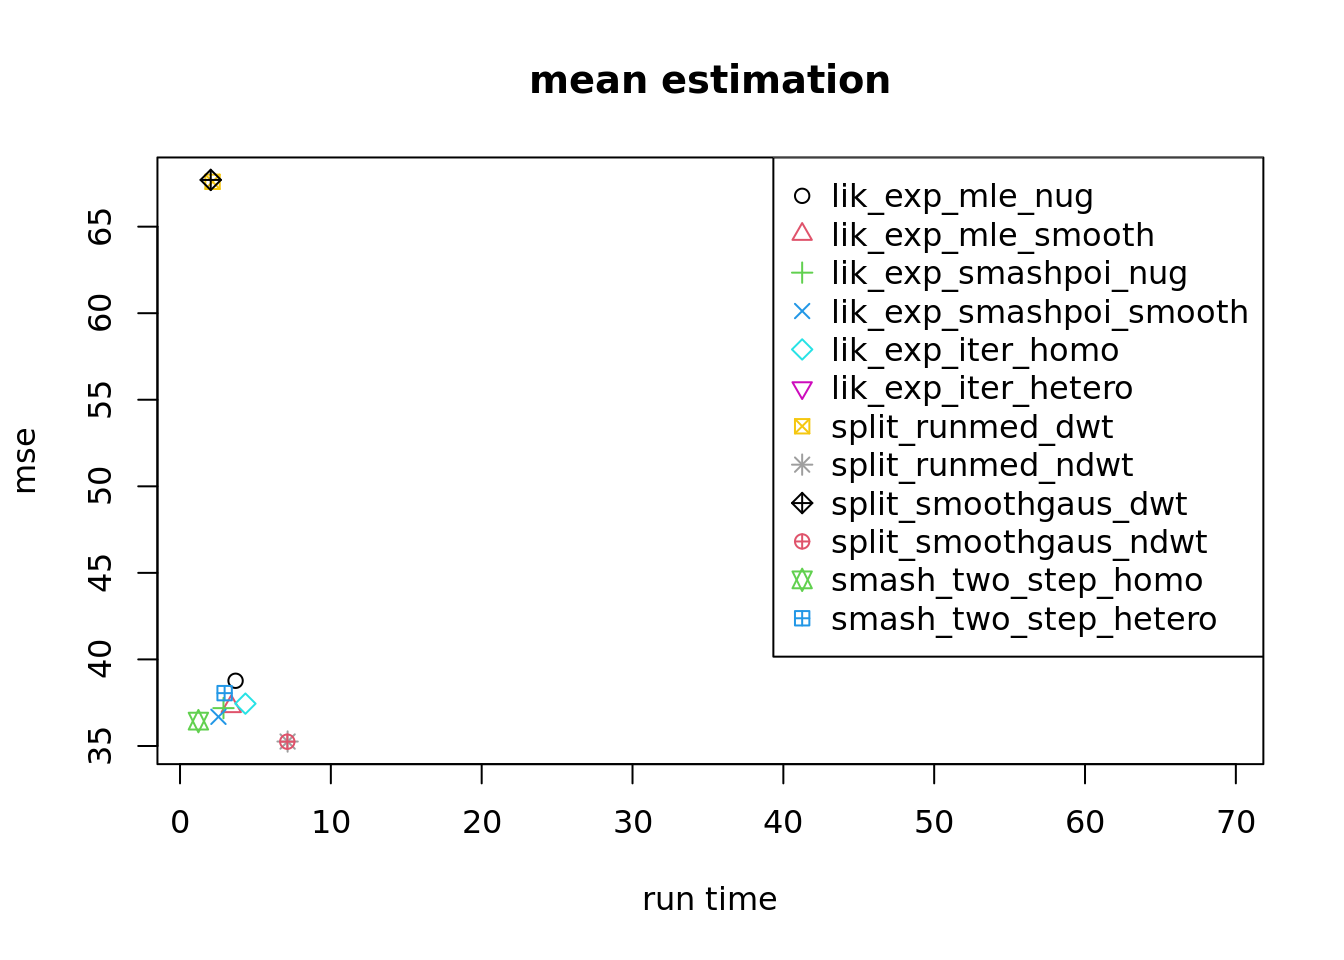 mean estimation
lik_exp_mle_nug
lik_exp_mle_smooth
lik_exp_smashpoi_nug
lik_exp_smashpoi_smooth
lik_exp_iter_homo
lik_exp_iter_hetero
split_runmed_dwt
split_runmed_ndwt
split_smoothgaus_dwt
split_smoothgaus_ndwt
smash_two_step_homo
smash_two_step_hetero
65
60
55
50
45
40
35
mse
0 10 20 30 40 50 60 70
run time